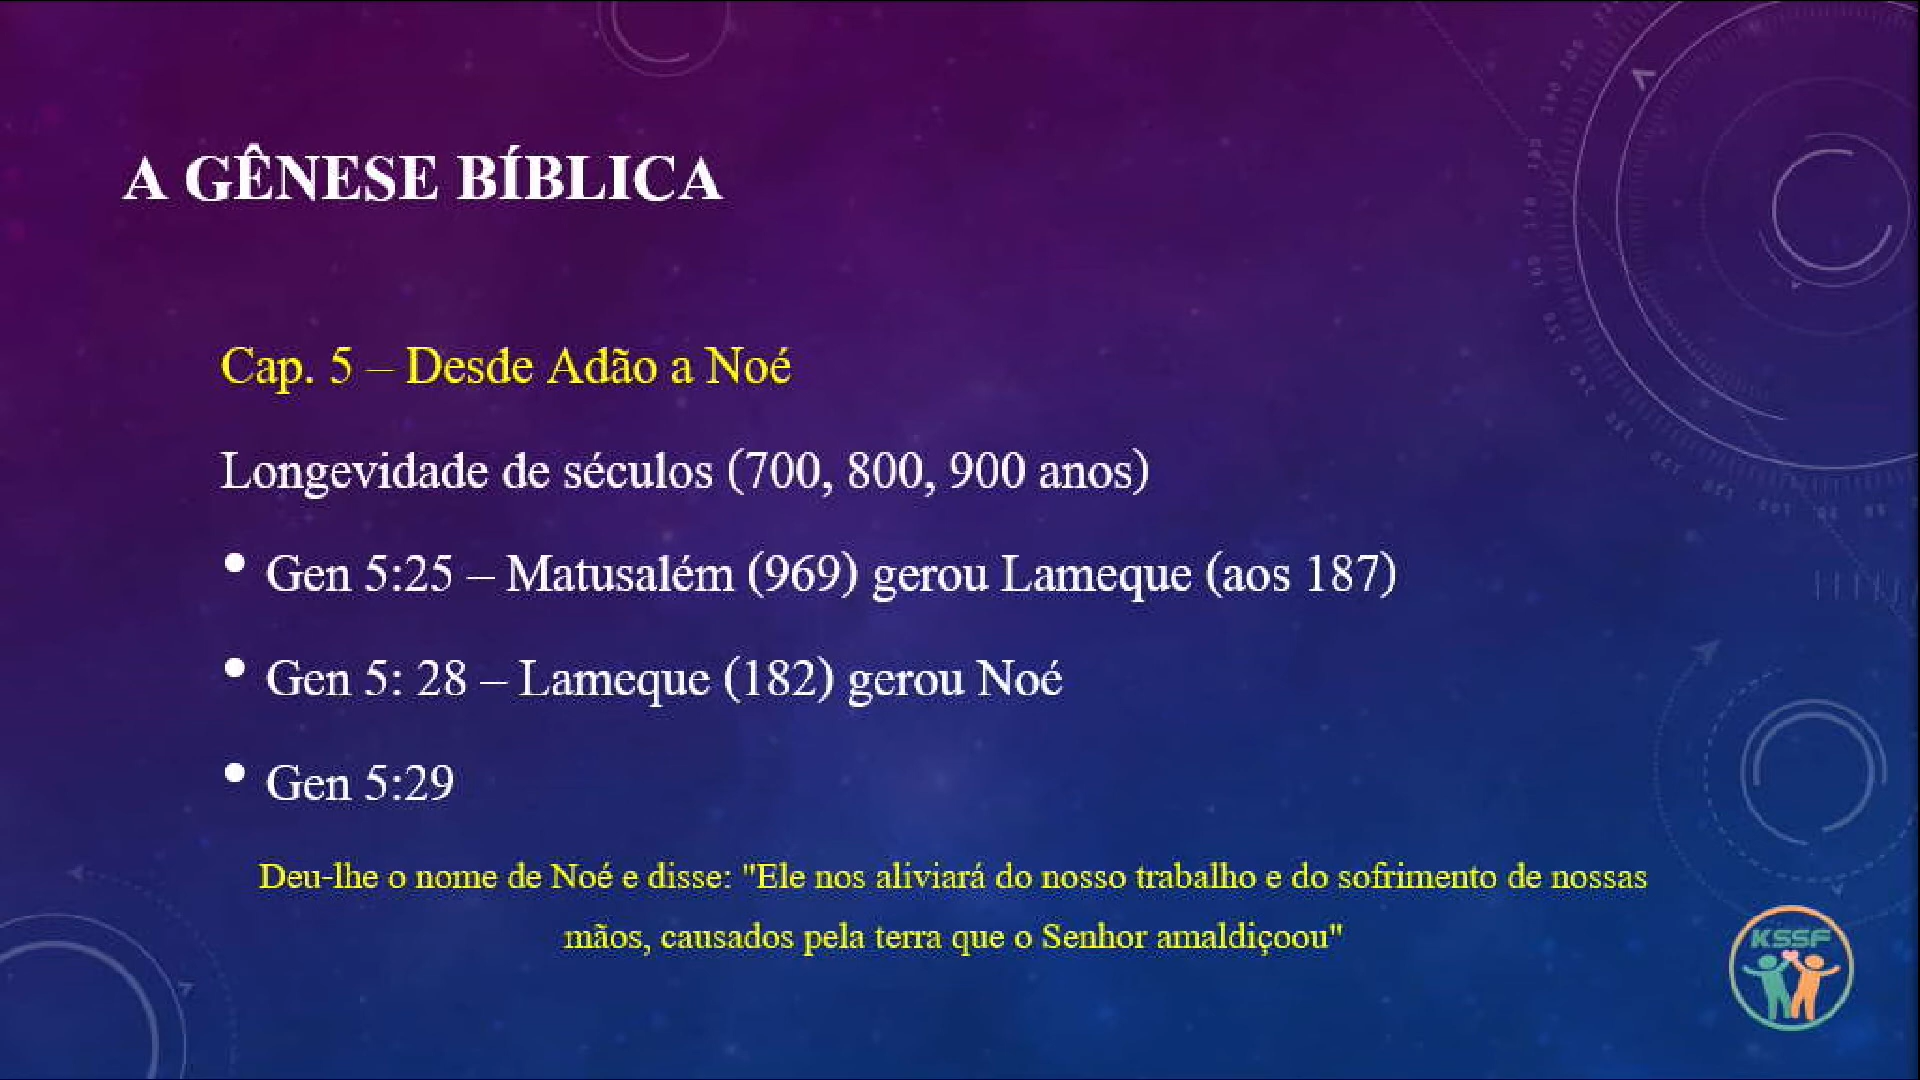 A GÊNESE BÍBLICA
Cap. 5 – Desde Adão a Noé
Longevidade de séculos (700, 800, 900 anos)
• Gen 5:25 – Matusalém (969) gerou Lameque (aos 187)
• Gen 5: 28 – Lameque (182) gerou Noé
• Gen 5:29
Deu-lhe o nome de Noé e disse: "Ele nos aliviará do nosso trabalho e do sofrimento de nossas
mãos, causados pela terra que o Senhor amaldiçoou"
KSSF